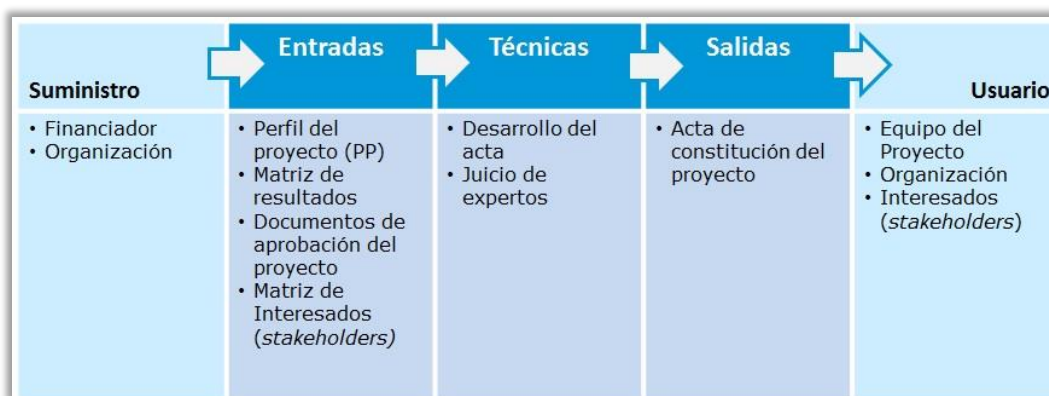 Suministro
Entradas
Técnicas
Salidas
Usuario
• Financiador
• Organización
• Perfil del
proyecto (PP)
• Matriz de
resultados
• Documentos de
aprobación del
proyecto
• Matriz de
Interesados
(stakeholders)
• Desarrollo del
acta
• Juicio de
expertos
• Acta de
constitución del
proyecto
• Equipo del
Proyecto
• Organización
• Interesados
(stakeholders)